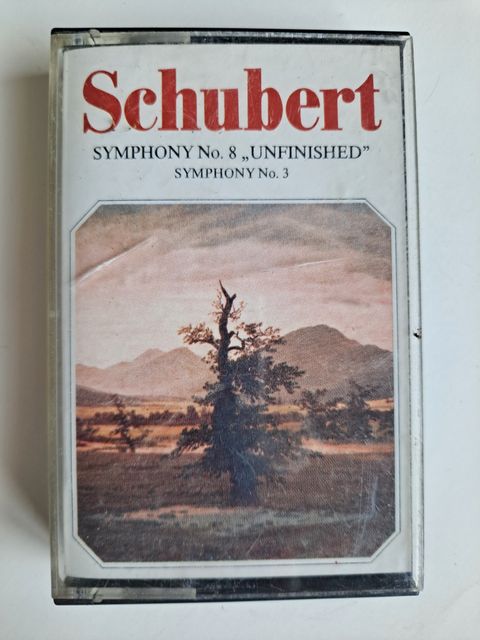 Schubert
SYMPHONY No. 8 „UNFINISHED”
SYMPHONY No. 3